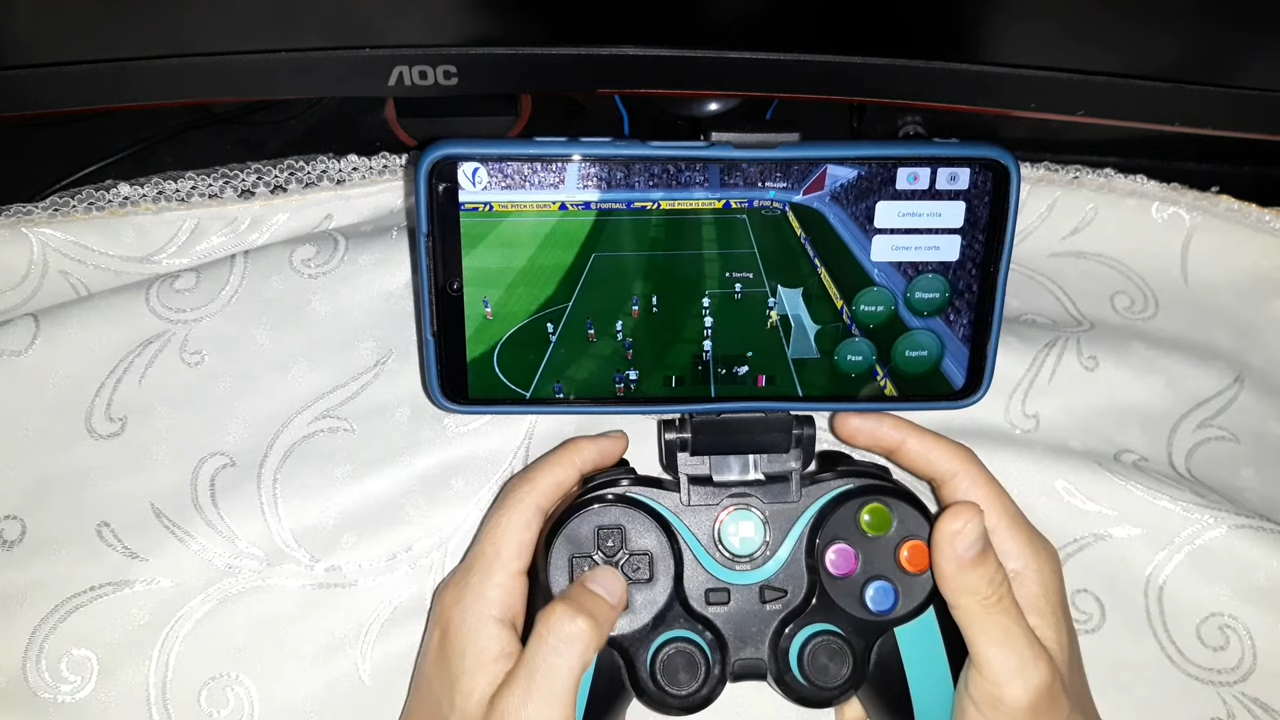 AOC
K. Mbappé
THE PITCH IS OURS
FOOTBALL
THE PITCH IS OURS
Cambiar vista
Córner en corto
R. Sterling
Disparo
Pase pr.
Esprint
Pase
MODE
SELECT
START